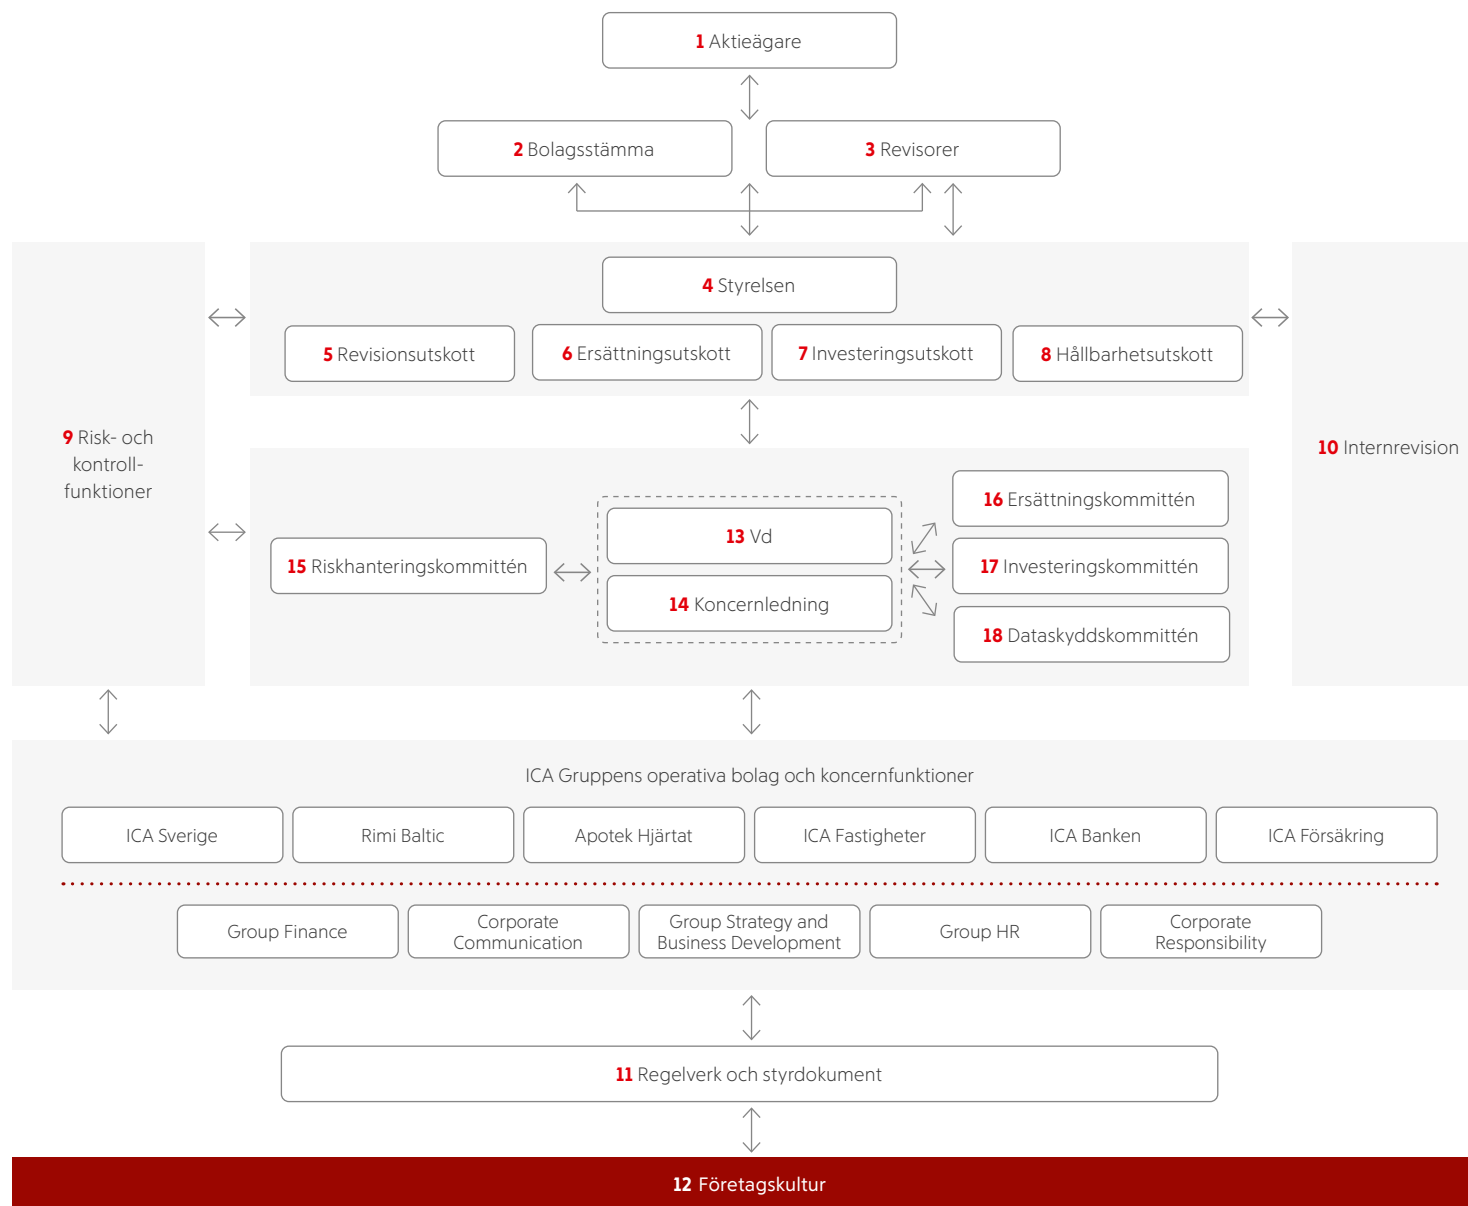 1 Aktieägare
2 Bolagsstämma
3 Revisorer
4 Styrelsen
5 Revisionsutskott
6 Ersättningsutskott
7 Investeringsutskott
8 Hållbarhetsutskott
9 Risk- och
kontroll-
funktioner
10 Internrevision
13 Vd
14 Koncernledning
15 Riskhanteringskommittén
16 Ersättningskommittén
17 Investeringskommittén
18 Dataskyddskommittén
ICA Gruppens operativa bolag och koncernfunktioner
ICA Sverige
Rimi Baltic
Apotek Hjärtat
ICA Fastigheter
ICA Banken
ICA Försäkring
Group Finance
Corporate
Communication
Group Strategy and
Business Development
Group HR
Corporate
Responsibility
11 Regelverk och styrdokument
12 Företagskultur